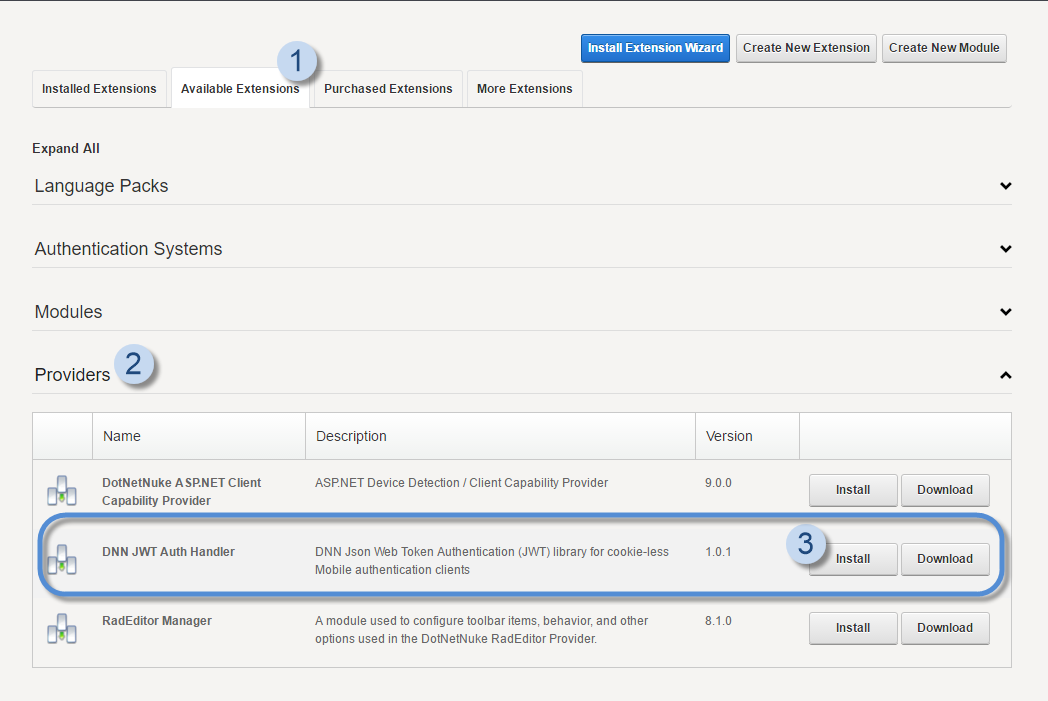 Install Extension Wizard
Create New Extension
Create New Module
1
Installed Extensions
Available Extensions
Purchased Extensions
More Extensions
Expand All
Language Packs
Authentication Systems
Modules
Providers
2
Name
Description
Version
DotNetNuke ASP.NET Client
Capability Provider
ASP.NET Device Detection / Client Capability Provider
9.0.0
Install
Download
DNN JWT Auth Handler
DNN Json Web Token Authentication (JWT) library for cookie-less
Mobile authentication clients
1.0.1
3
Install
Download
RadEditor Manager
A module used to configure toolbar items, behavior, and other
options used in the DotNetNuke RadEditor Provider.
8.1.0
Install
Download